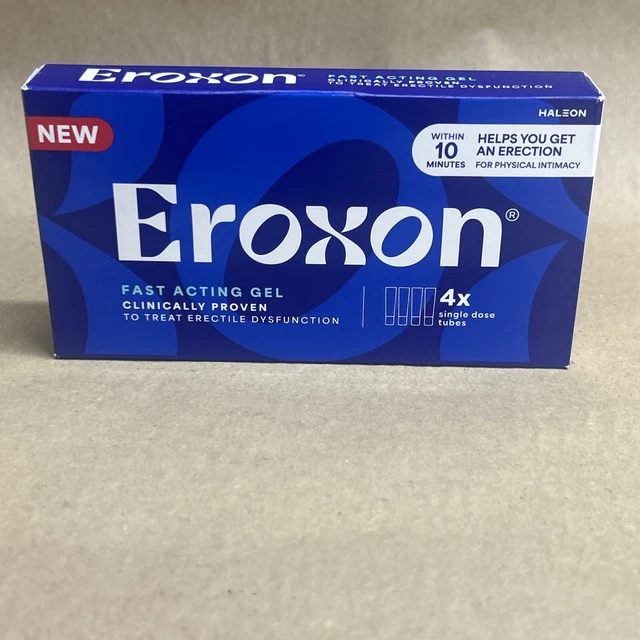 Eroxon
FAST ACTING GEL
CLINICALLY PROVEN
TO TREAT ERECTILE DYSFUNCTION
HALEON
NEW
WITHIN
10
MINUTES
HELPS YOU GET
AN ERECTION
FOR PHYSICAL INTIMACY
Eroxon®
FAST ACTING GEL
CLINICALLY PROVEN
TO TREAT ERECTILE DYSFUNCTION
4x
single dose
tubes